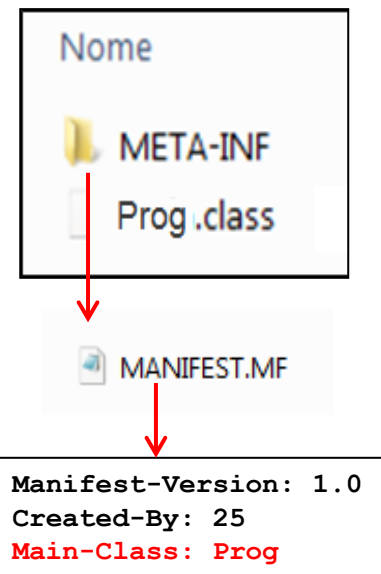 Nome
META-INF
Prog .class
MANIFEST.MF
Manifest-Version: 1.0
Created-By: 25
Main-Class: Prog